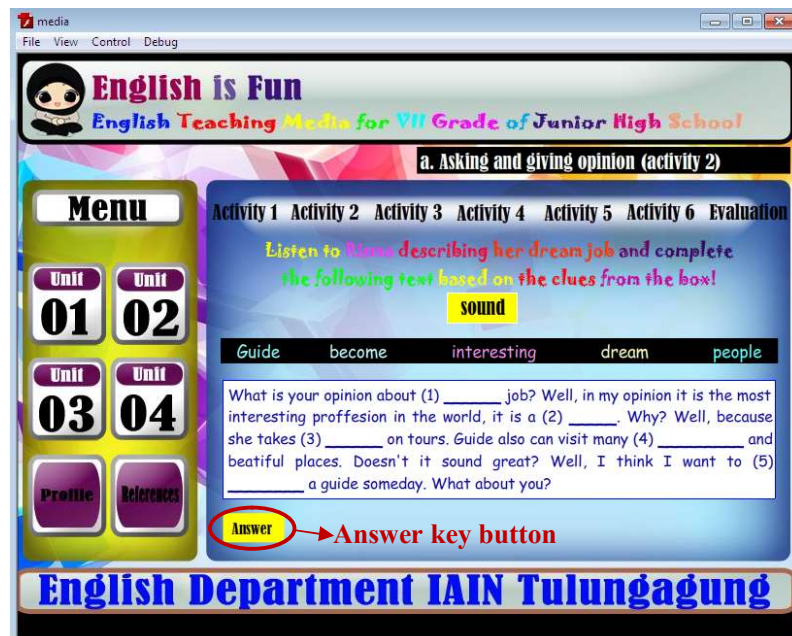 media
File View Control Debug
English is Fun
English Teaching Media for VII Grade of Junior High School
a. Asking and giving opinion (activity 2)
Menu
Unit 01
Unit 02
Unit 03
Unit 04
Profile
References
Activity 1 Activity 2 Activity 3 Activity 4 Activity 5 Activity 6 Evaluation
Listen to Risma describing her dream job and complete
the following text based on the clues from the box!
sound
Guide become interesting dream people
What is your opinion about (1) ______ job? Well, in my opinion it is the most
interesting proffesion in the world, it is a (2) _____. Why? Well, because
she takes (3) ______ on tours. Guide also can visit many (4) _________ and
beatiful places. Doesn't it sound great? Well, I think I want to (5)
________ a guide someday. What about you?
Answer
Answer key button
English Department IAIN Tulungagung